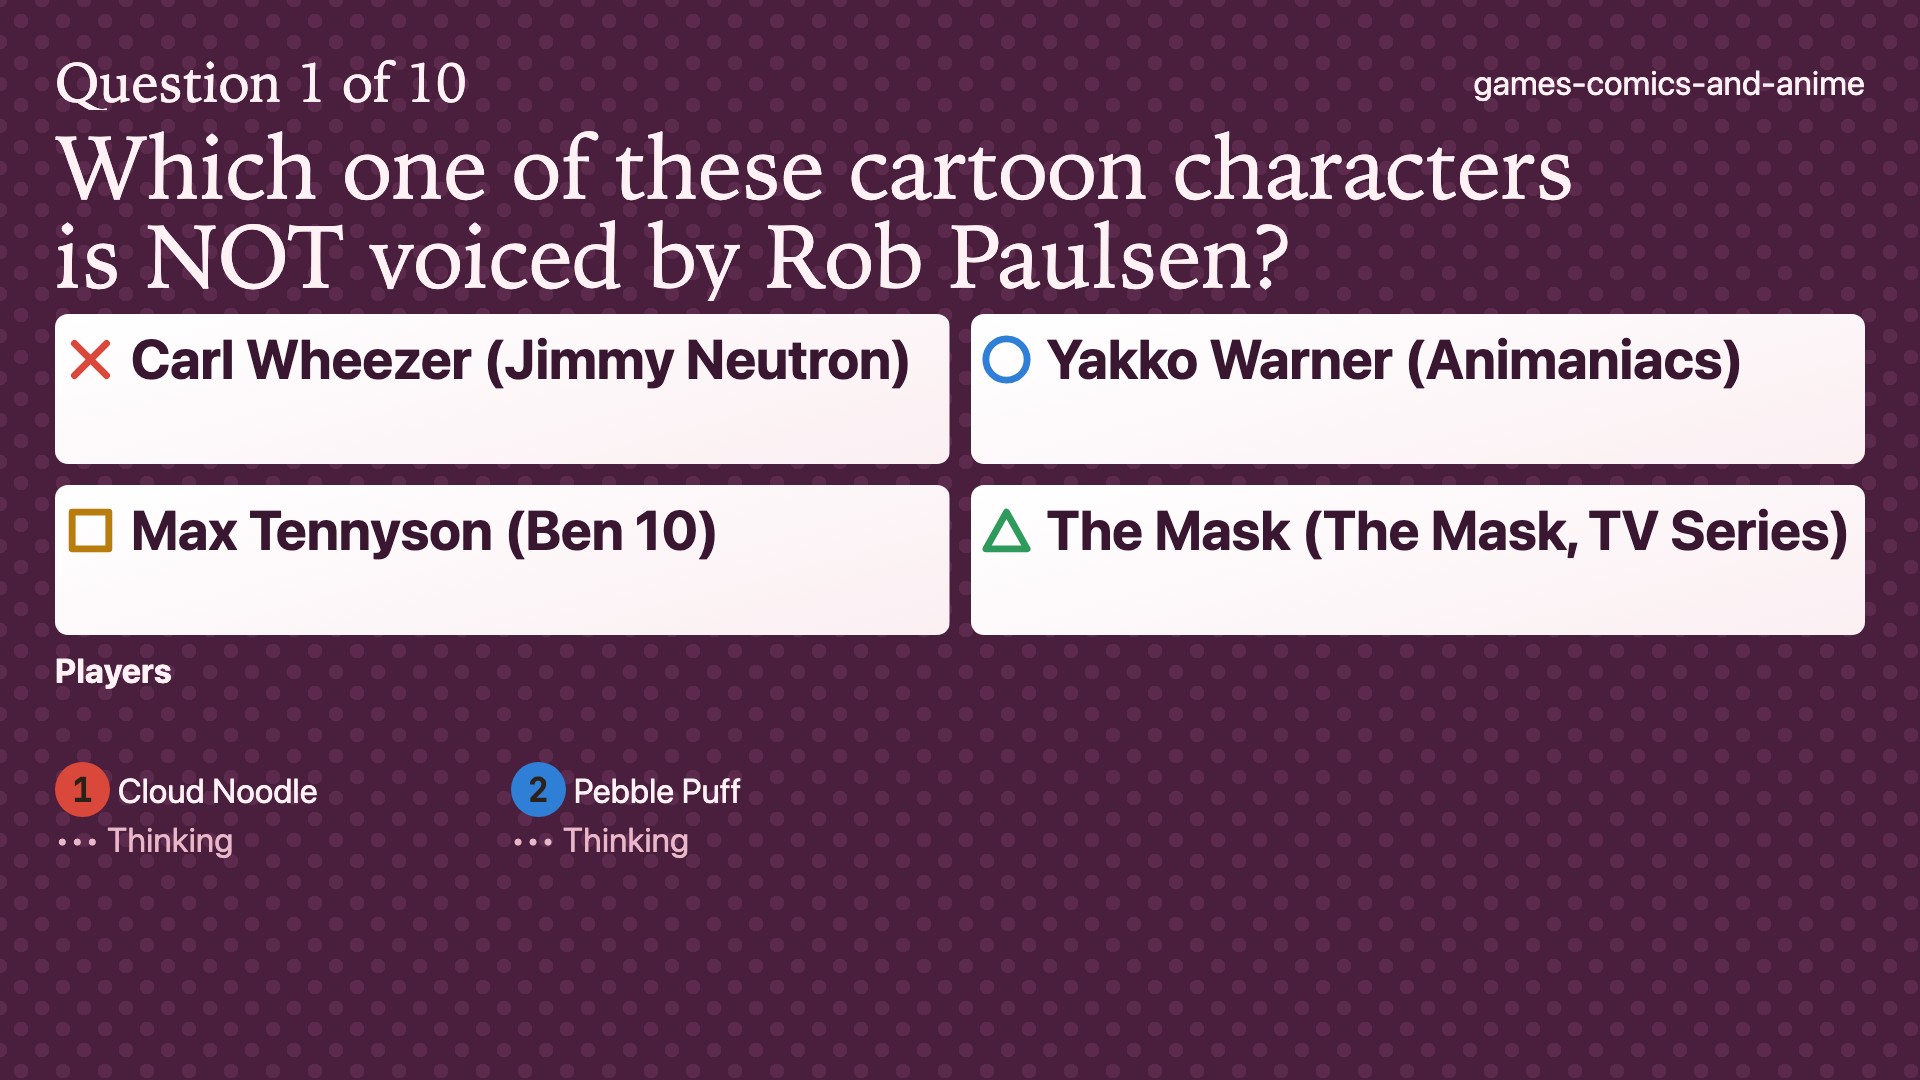 Question 1 of 10
games-comics-and-anime
Which one of these cartoon characters
is NOT voiced by Rob Paulsen?
Carl Wheezer (Jimmy Neutron)
Yakko Warner (Animaniacs)
Max Tennyson (Ben 10)
The Mask (The Mask, TV Series)
Players
1 Cloud Noodle
2 Pebble Puff
••• Thinking
••• Thinking